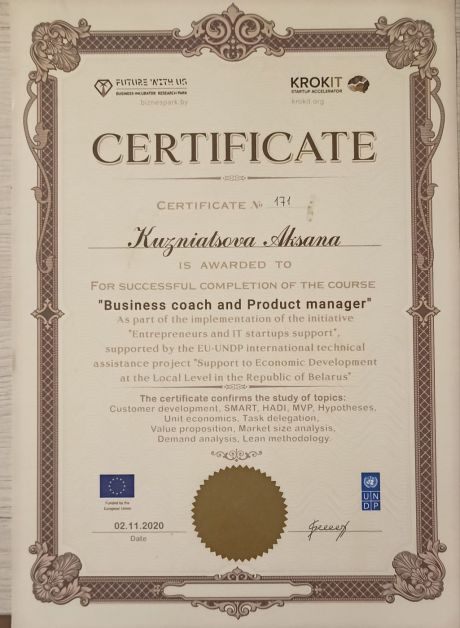 FUTURE WITH US
BUSINESS INCUBATOR RESEARCH PARK
biznespark.by
KROKIT
STARTUP ACCELERATOR
krokit.org
CERTIFICATE
CERTIFICATE № 171
Kuzniatsova Aksana
IS AWARDED TO
FOR SUCCESSFUL COMPLETION OF THE COURSE
"Business coach and Product manager"
As part of the implementation of the initiative
"Entrepreneurs and IT startups support",
supported by the EU-UNDP international technical
assistance project "Support to Economic Development
at the Local Level in the Republic of Belarus"
The certificate confirms the study of topics:
Customer development, SMART, HADI, MVP, Hypotheses,
Unit economics, Task delegation,
Value proposition, Market size analysis,
Demand analysis, Lean methodology.
Funded by the
European Union
UN
DP
02.11.2020
Date